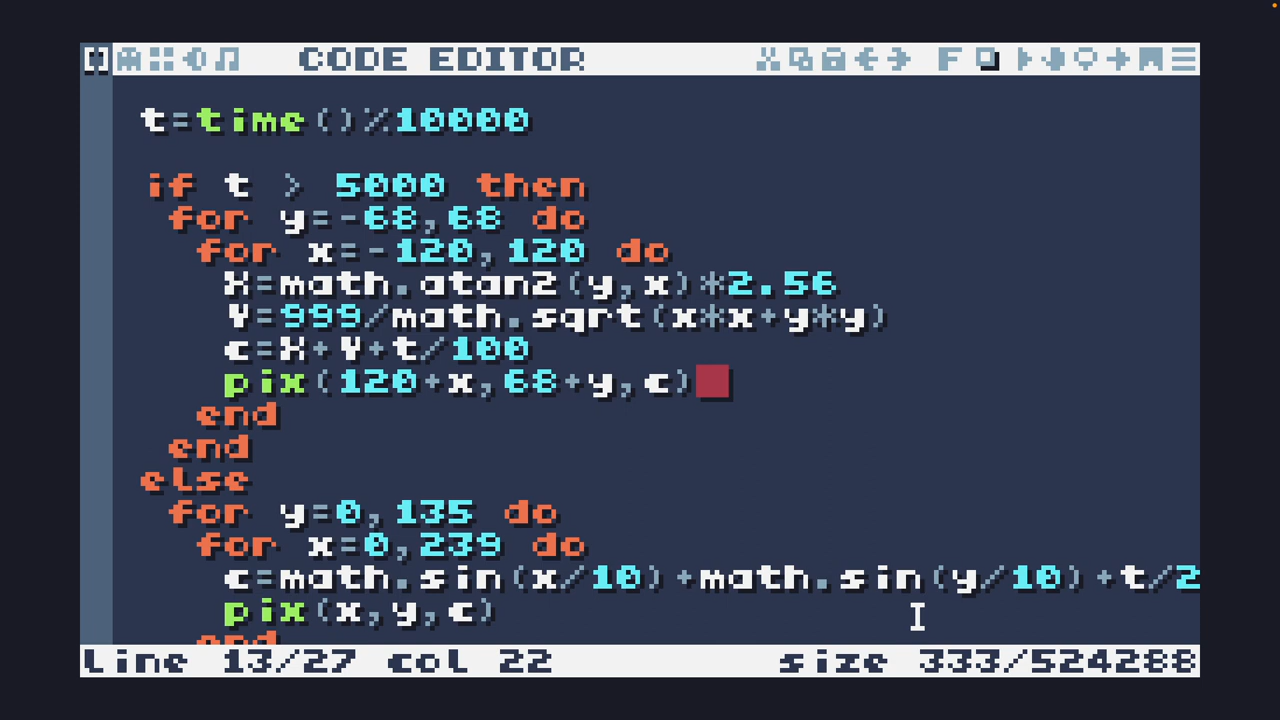 CODE EDITOR
F
t=time()%10000
if t > 5000 then
for y=-68,68 do
for x=-120,120 do
X=math.atan2(y,x)*2.56
Y=999/math.sqrt(x*x+y*y)
c=X+Y+t/100
pix(120+x,68+y,c)
end
end
else
for y=0,135 do
for x=0,239 do
c=math.sin(x/10)+math.sin(y/10)+t/2
pix(x,y,c)
end
line 13/27 col 22
size 333/524288